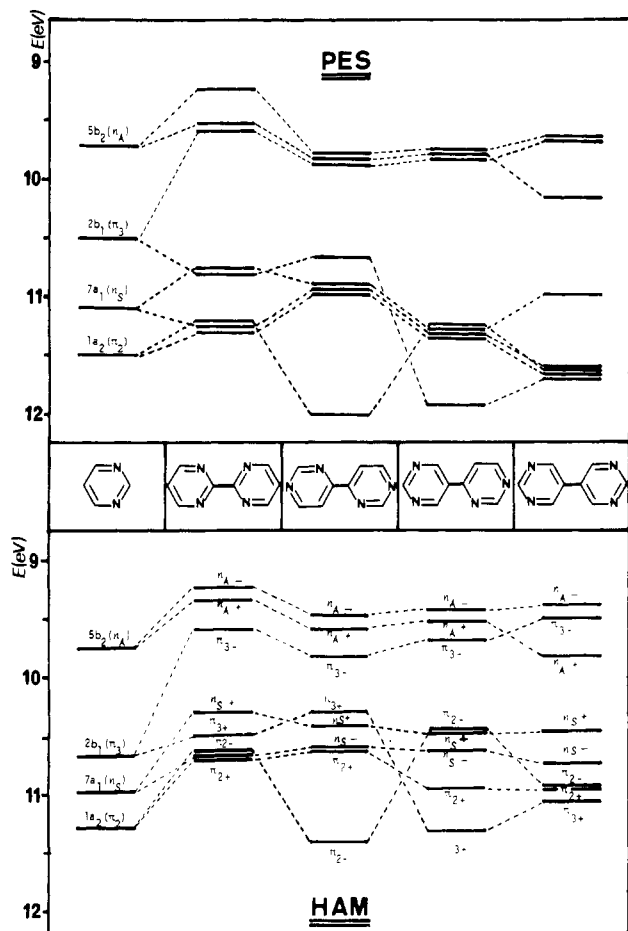 E(eV)
PES
9
5b2(nA)
10
2b1(π3)
11
7a1(nS)
1a2(π2)
12
N N N N N N N N N N
N N N N N N N N
E(eV)
9
nA−
nA+
nA−
nA+
nA−
nA+
nA−
5b2(nA)
π3−
π3−
π3−
π3−
nA+
10
2b1(π3)
nS+
π3+
π3+
nS+
π2−
nS+
nS+
7a1(nS)
π2−
nS−
nS−
nS−
11
1a2(π2)
π2+
π2+
π2+
π2−
π2+
π3+
π2−
3+
12
HAM